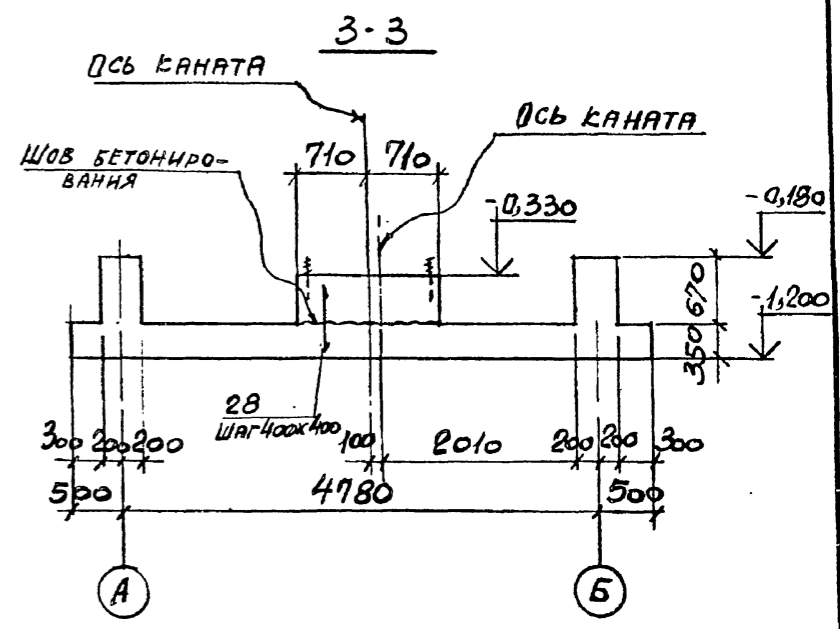 3-3
ОСЬ КАНАТА
ОСЬ КАНАТА
ШОВ БЕТОНИРО-
ВАНИЯ
710 710
-0,330
-0,180
670
-1,200
350
28
ШАГ 400х400
300 200 200 100 2010 200 200 300
500 4780 500
А Б